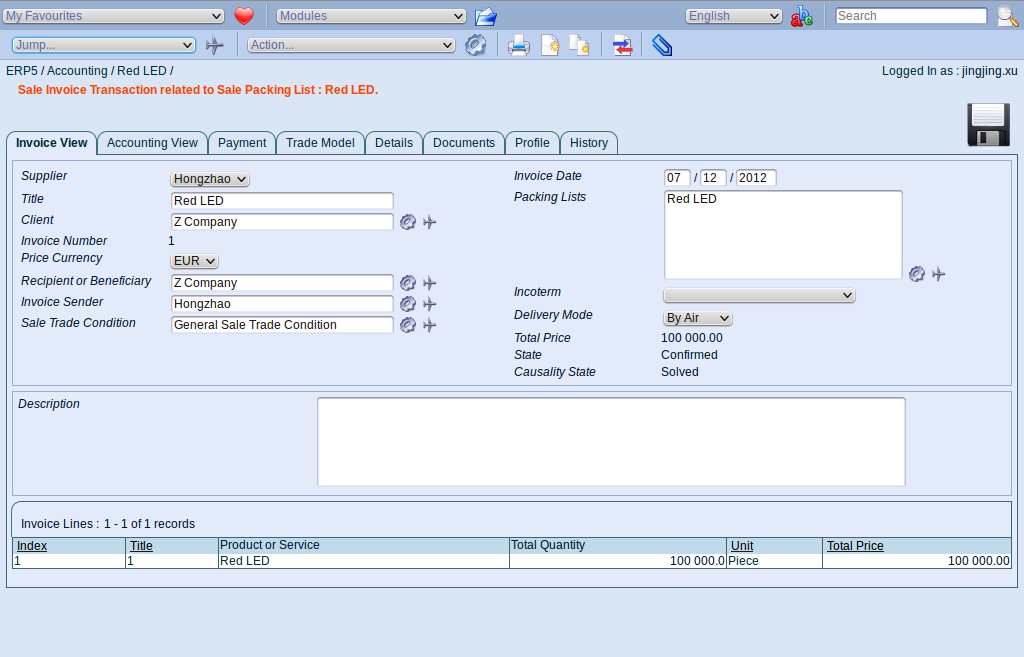 My Favourites Modules English Search
Jump... Action...
ERP5 / Accounting / Red LED / Logged In as : jingjing.xu
Sale Invoice Transaction related to Sale Packing List : Red LED.
Invoice View Accounting View Payment Trade Model Details Documents Profile History
Supplier Hongzhao
Title Red LED
Client Z Company
Invoice Number 1
Price Currency EUR
Recipient or Beneficiary Z Company
Invoice Sender Hongzhao
Sale Trade Condition General Sale Trade Condition
Invoice Date 07 / 12 / 2012
Packing Lists Red LED
Incoterm
Delivery Mode By Air
Total Price 100 000.00
State Confirmed
Causality State Solved
Description
Invoice Lines : 1 - 1 of 1 records
Index Title Product or Service Total Quantity Unit Total Price
1 1 Red LED 100 000.0 Piece 100 000.00